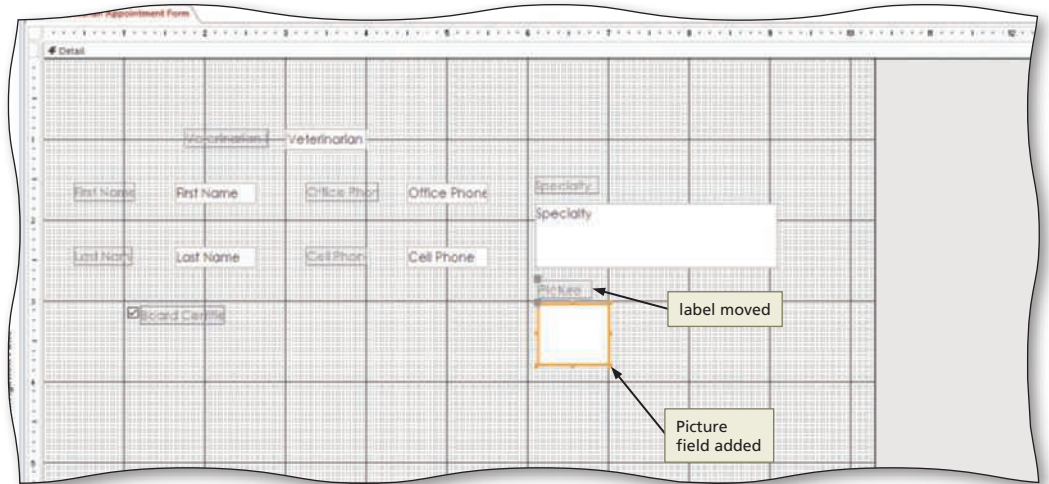 Appointment Form
Detail
Veterinarian
First Name First Name Office Phon Office Phone Specialty
Specialty
Last Nam Last Name Cell Phon Cell Phone
Picture
label moved
Board Certifie
Picture
field added